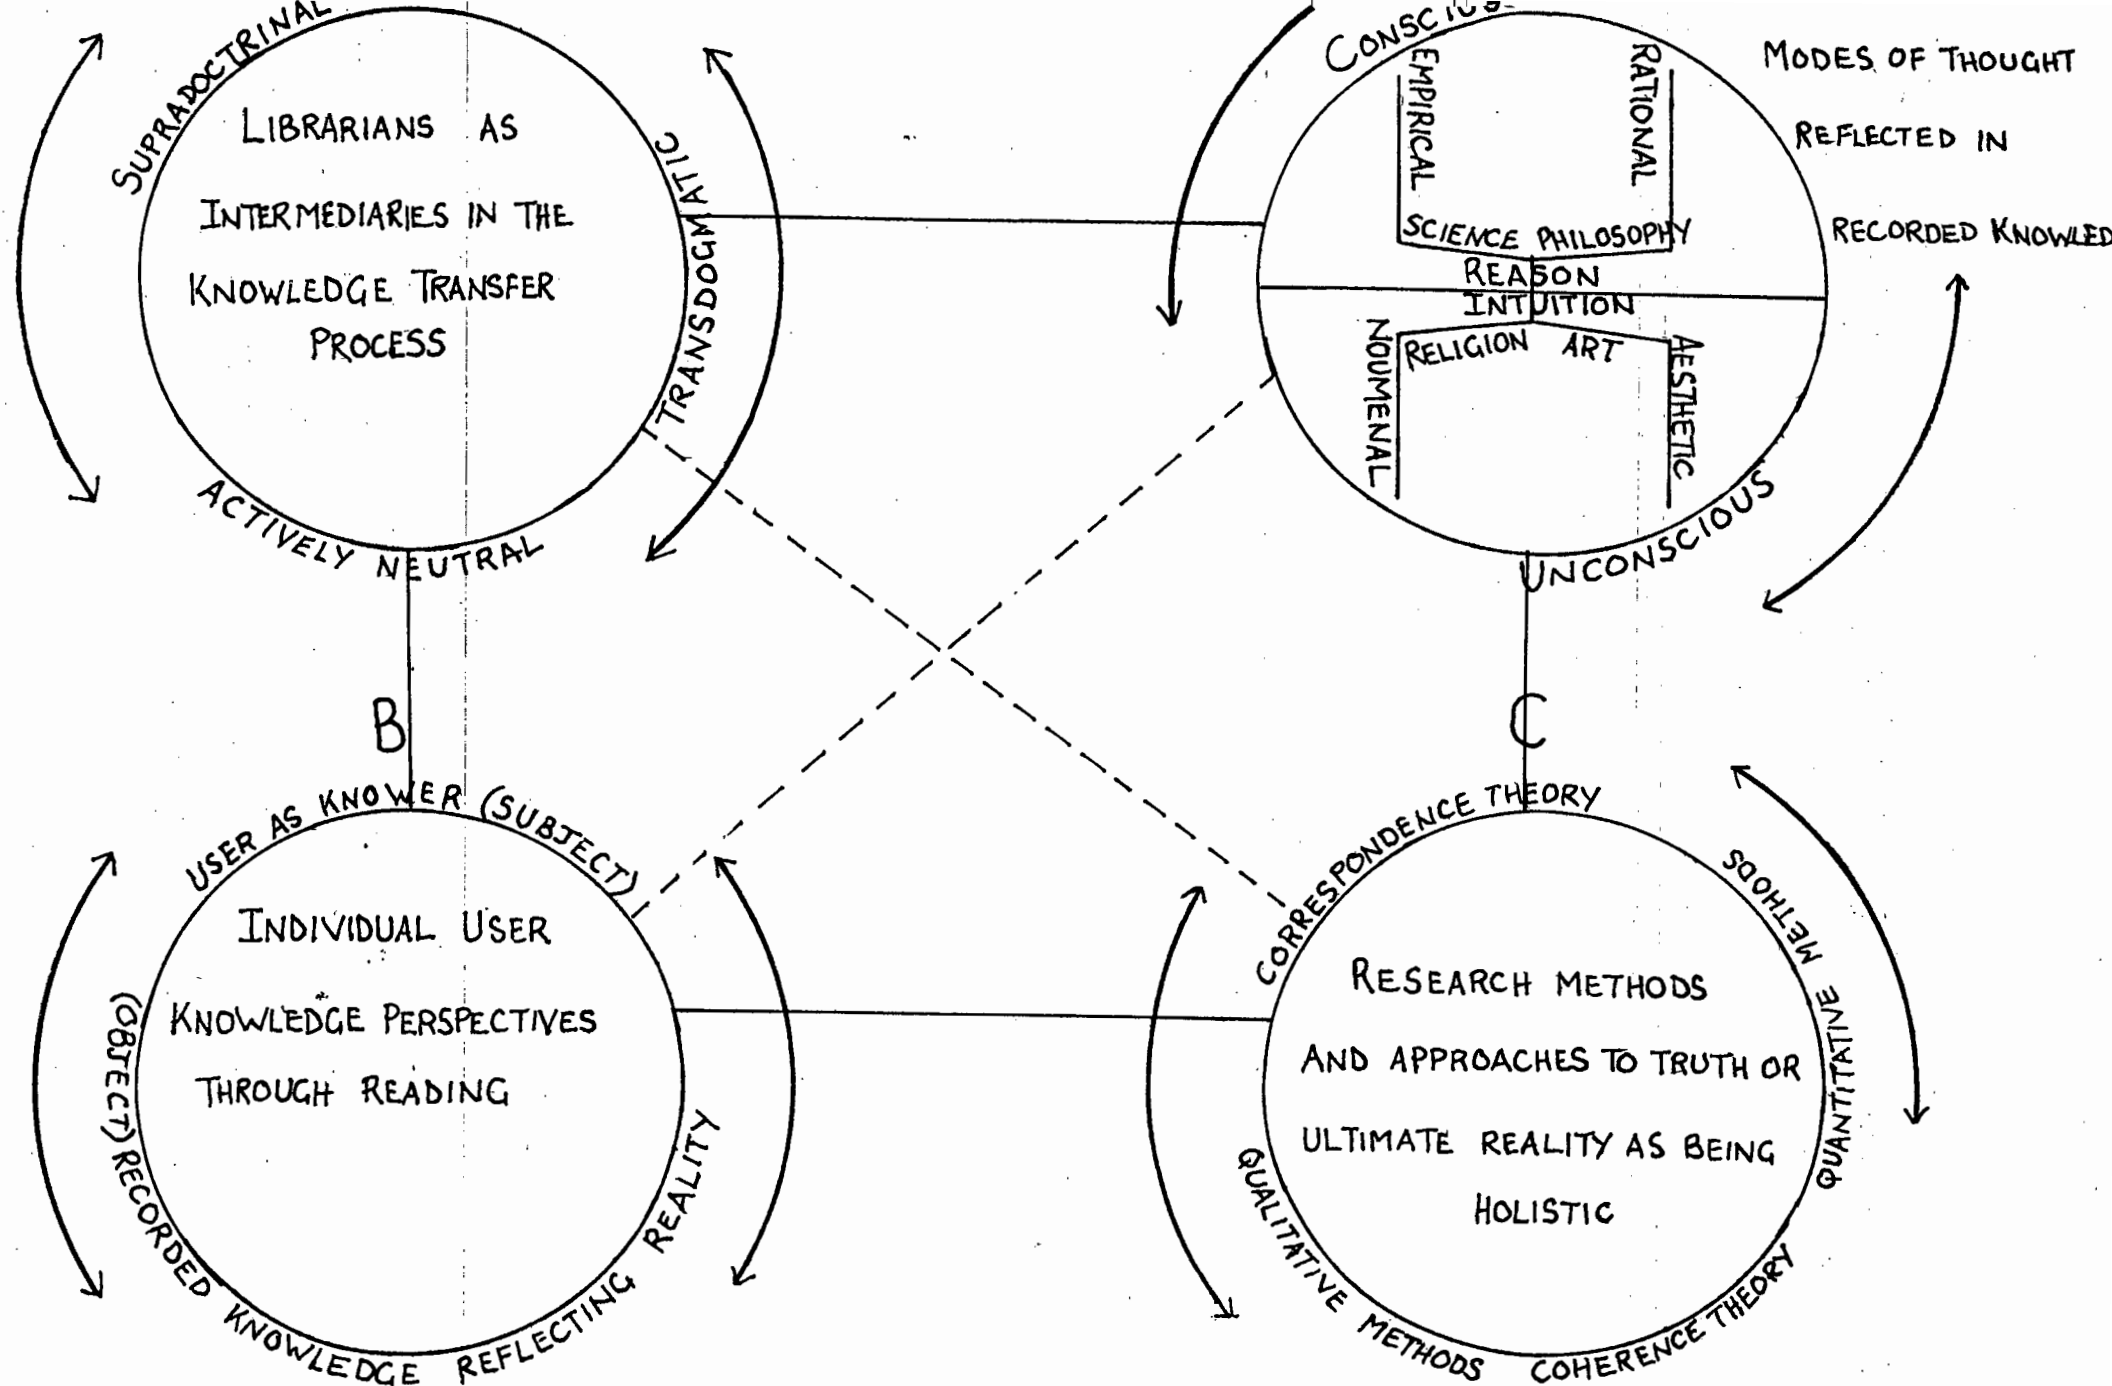 SUPRADOCTRINAL
LIBRARIANS AS
INTERMEDIARIES IN THE
KNOWLEDGE TRANSFER
PROCESS
TRANSDOGMATIC
ACTIVELY NEUTRAL
EMPIRICAL
RATIONAL
SCIENCE PHILOSOPHY
REASON
INTUITION
RELIGION ART
NOUMENAL
AESTHETIC
UNCONSCIOUS
MODES OF THOUGHT
REFLECTED IN
RECORDED KNOWLED
B
C
USER AS KNOWER (SUBJECT)
INDIVIDUAL USER
KNOWLEDGE PERSPECTIVES
THROUGH READING
(OBJECT) RECORDED KNOWLEDGE REFLECTING REALITY
CORRESPONDENCE THEORY
QUANTITATIVE METHODS
RESEARCH METHODS
AND APPROACHES TO TRUTH OR
ULTIMATE REALITY AS BEING
HOLISTIC
QUALITATIVE METHODS
COHERENCE THEORY